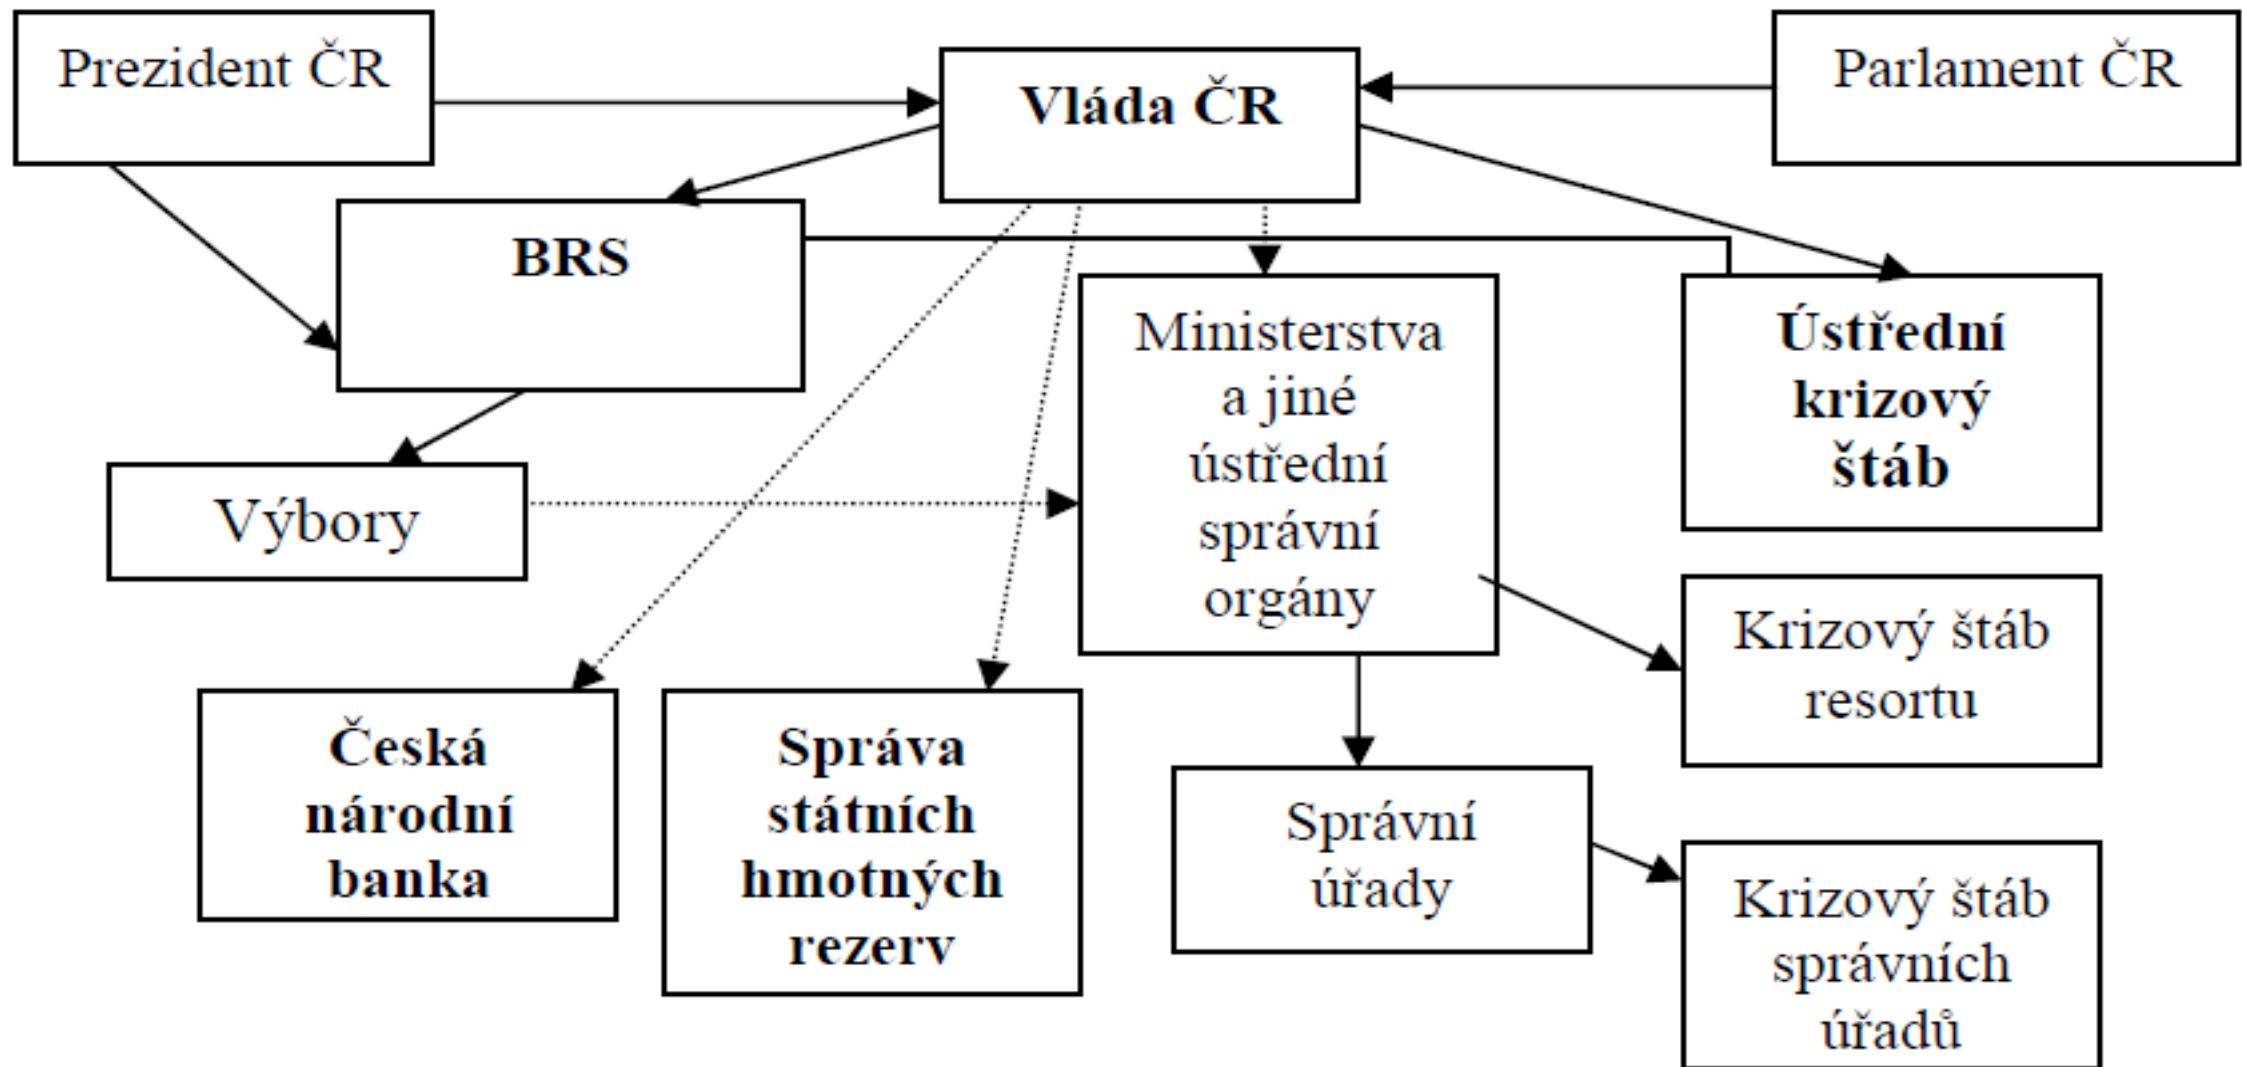 Prezident ČR
Vláda ČR
Parlament ČR
BRS
Ministerstva
a jiné
ústřední
správní
orgány
Ústřední
krizový
štáb
Výbory
Krizový štáb
resortu
Česká
národní
banka
Správa
státních
hmotných
rezerv
Správní
úřady
Krizový štáb
správních
úřadů